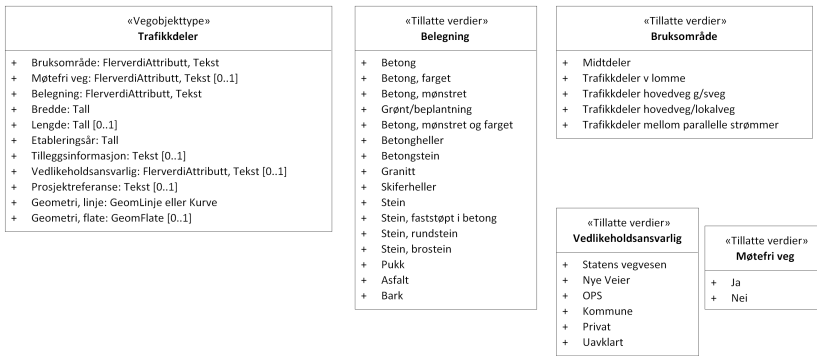 «Vegobjekttype»
Trafikkdeler
+ Bruksområde: FlerverdiAttributt, Tekst
+ Møtefri veg: FlerverdiAttributt, Tekst [0..1]
+ Belegning: FlerverdiAttributt, Tekst
+ Bredde: Tall
+ Lengde: Tall [0..1]
+ Etableringsår: Tall
+ Tilleggsinformasjon: Tekst [0..1]
+ Vedlikeholdsansvarlig: FlerverdiAttributt, Tekst [0..1]
+ Prosjektreferanse: Tekst [0..1]
+ Geometri, linje: GeomLinje eller Kurve
+ Geometri, flate: GeomFlate [0..1]
«Tillatte verdier»
Belegning
+ Betong
+ Betong, farget
+ Betong, mønstret
+ Grønt/beplantning
+ Betong, mønstret og farget
+ Betongheller
+ Betongstein
+ Granitt
+ Skiferheller
+ Stein
+ Stein, faststøpt i betong
+ Stein, rundstein
+ Stein, brostein
+ Pukk
+ Asfalt
+ Bark
«Tillatte verdier»
Bruksområde
+ Midtdeler
+ Trafikkdeler v lomme
+ Trafikkdeler hovedveg g/sveg
+ Trafikkdeler hovedveg/lokalveg
+ Trafikkdeler mellom parallelle strømmer
«Tillatte verdier»
Vedlikeholdsansvarlig
+ Statens vegvesen
+ Nye Veier
+ OPS
+ Kommune
+ Privat
+ Uavklart
«Tillatte verdier»
Møtefri veg
+ Ja
+ Nei